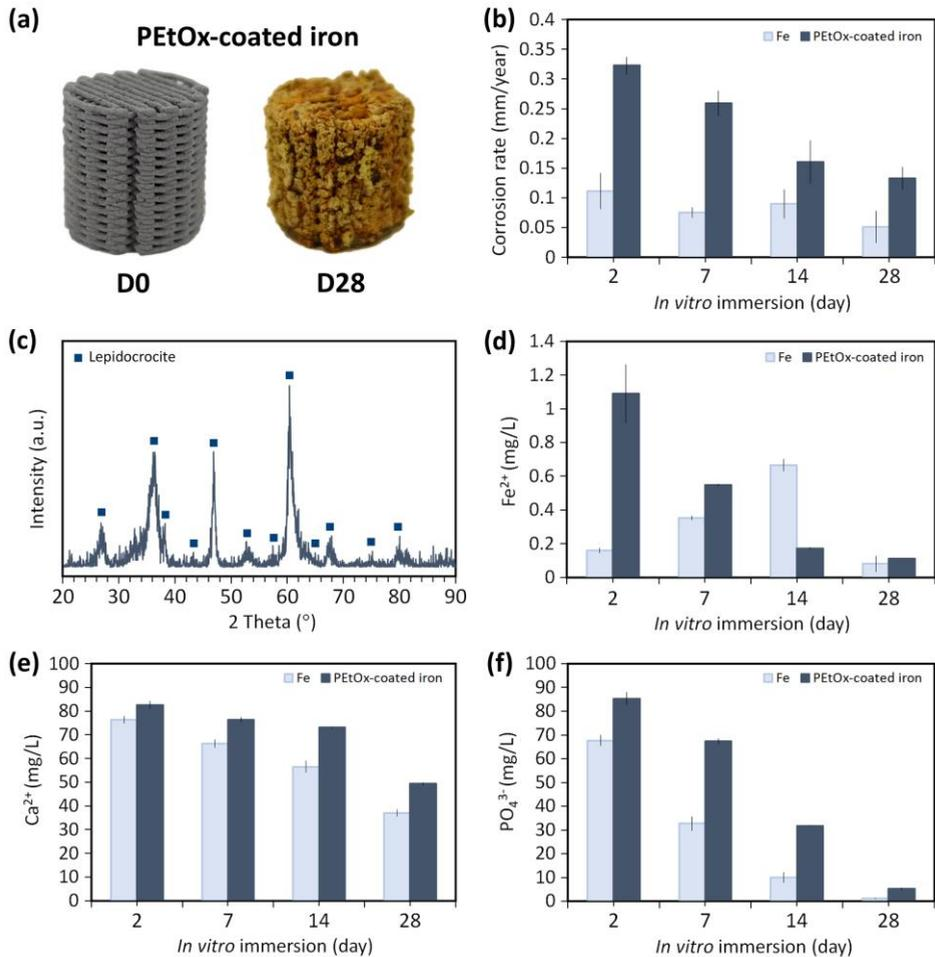 (a)
PEtOx-coated iron
D0 D28
(b)
Fe PEtOx-coated iron
Corrosion rate (mm/year)
0.4
0.35
0.3
0.25
0.2
0.15
0.1
0.05
0
2 7 14 28
In vitro immersion (day)
(c)
Lepidocrocite
Intensity (a.u.)
20 30 40 50 60 70 80 90
2 Theta (°)
(d)
Fe PEtOx-coated iron
Fe²⁺ (mg/L)
1.4
1.2
1
0.8
0.6
0.4
0.2
0
2 7 14 28
In vitro immersion (day)
(e)
Fe PEtOx-coated iron
Ca²⁺ (mg/L)
100
90
80
70
60
50
40
30
20
10
0
2 7 14 28
In vitro immersion (day)
(f)
Fe PEtOx-coated iron
PO₄³⁻ (mg/L)
100
90
80
70
60
50
40
30
20
10
0
2 7 14 28
In vitro immersion (day)